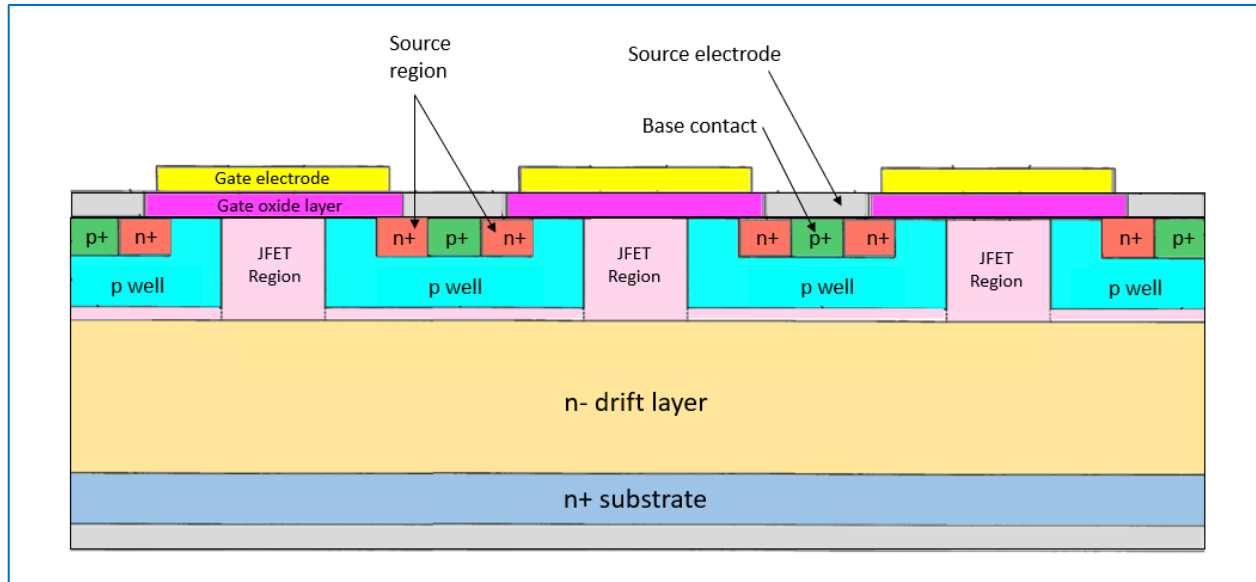 Source
region
Source electrode
Base contact
Gate electrode
Gate oxide layer
p+ n+ n+ p+ n+ n+ p+ n+ n+ p+
JFET
Region
JFET
Region
JFET
Region
p well p well p well p well
n- drift layer
n+ substrate